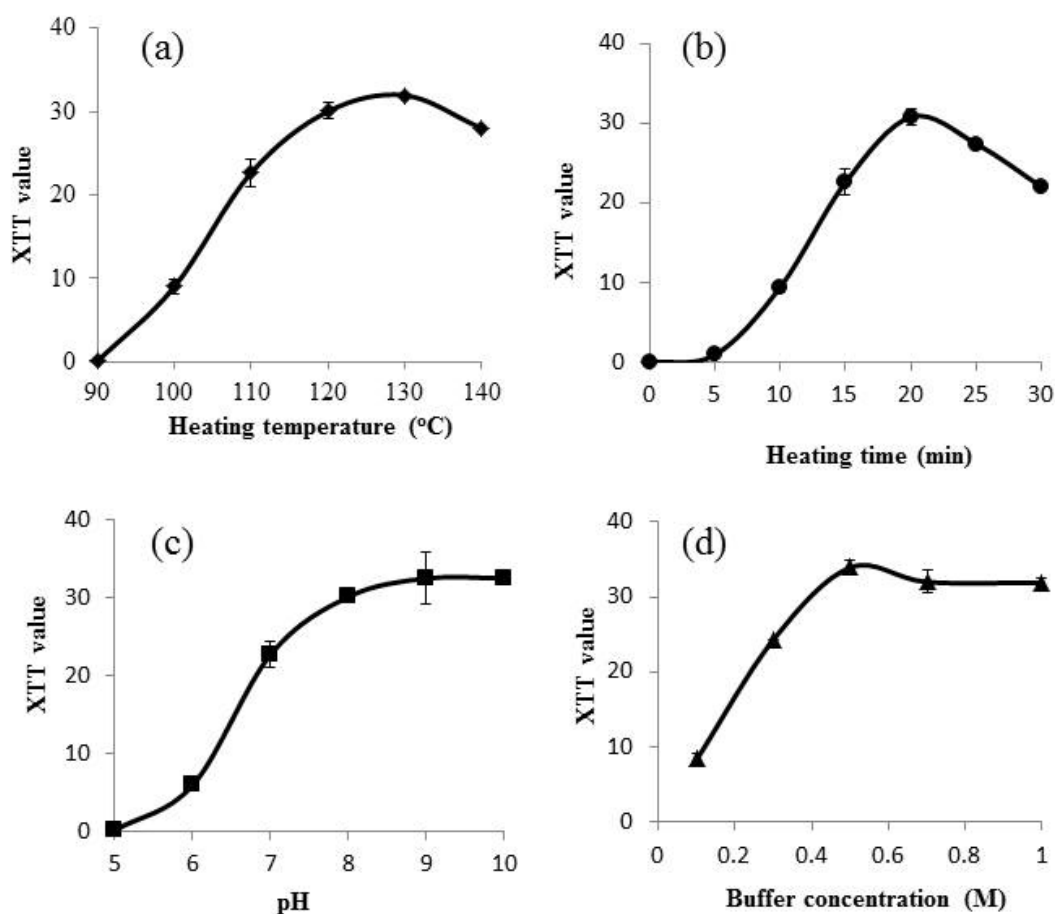 (a)
XTT value
40
30
20
10
0
90 100 110 120 130 140
Heating temperature (°C)
(b)
XTT value
40
30
20
10
0
0 5 10 15 20 25 30
Heating time (min)
(c)
XTT value
40
30
20
10
0
5 6 7 8 9 10
pH
(d)
XTT value
40
30
20
10
0
0 0.2 0.4 0.6 0.8 1
Buffer concentration (M)